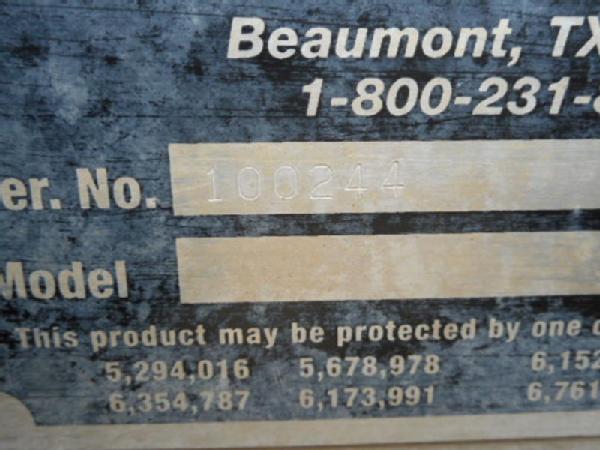 Beaumont, TX
1-800-231-
er. No. 100244
Model
This product may be protected by one
5,294,016 5,678,978 6,152
6,354,787 6,173,991 6,761